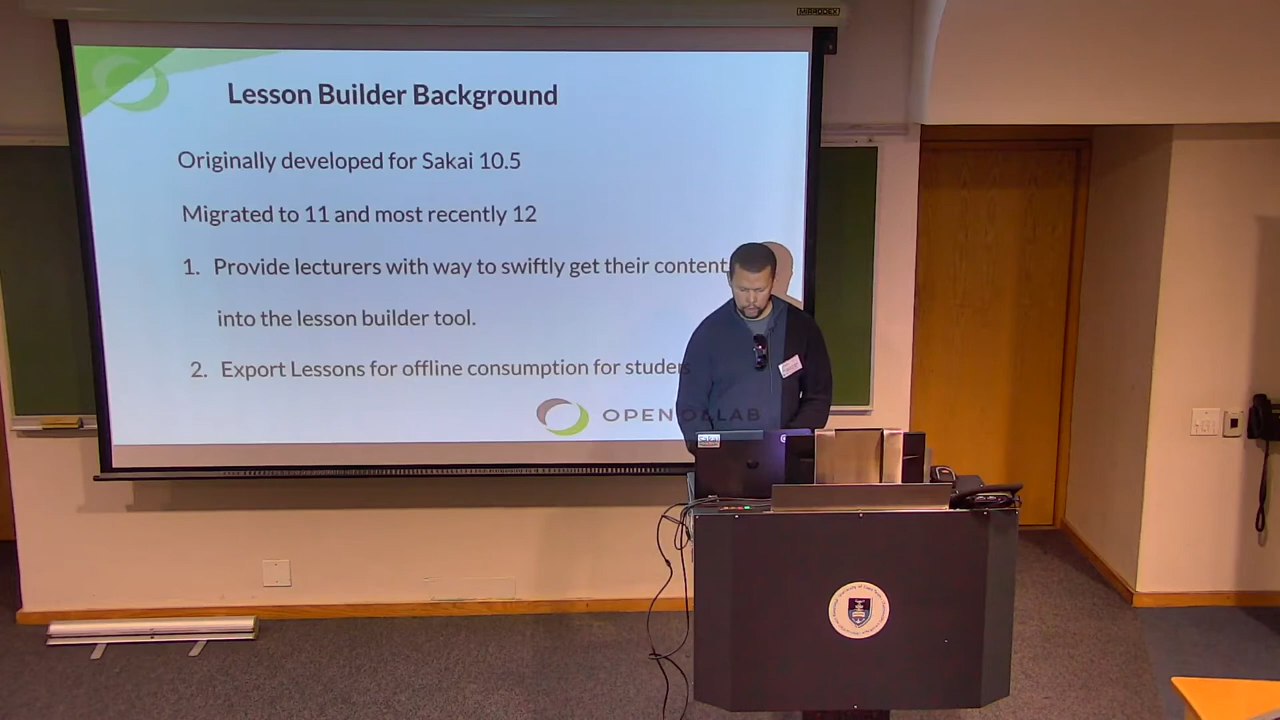 Lesson Builder Background
Originally developed for Sakai 10.5
Migrated to 11 and most recently 12
1. Provide lecturers with way to swiftly get their content
into the lesson builder tool.
2. Export Lessons for offline consumption for
OPEN LAB
Sakai